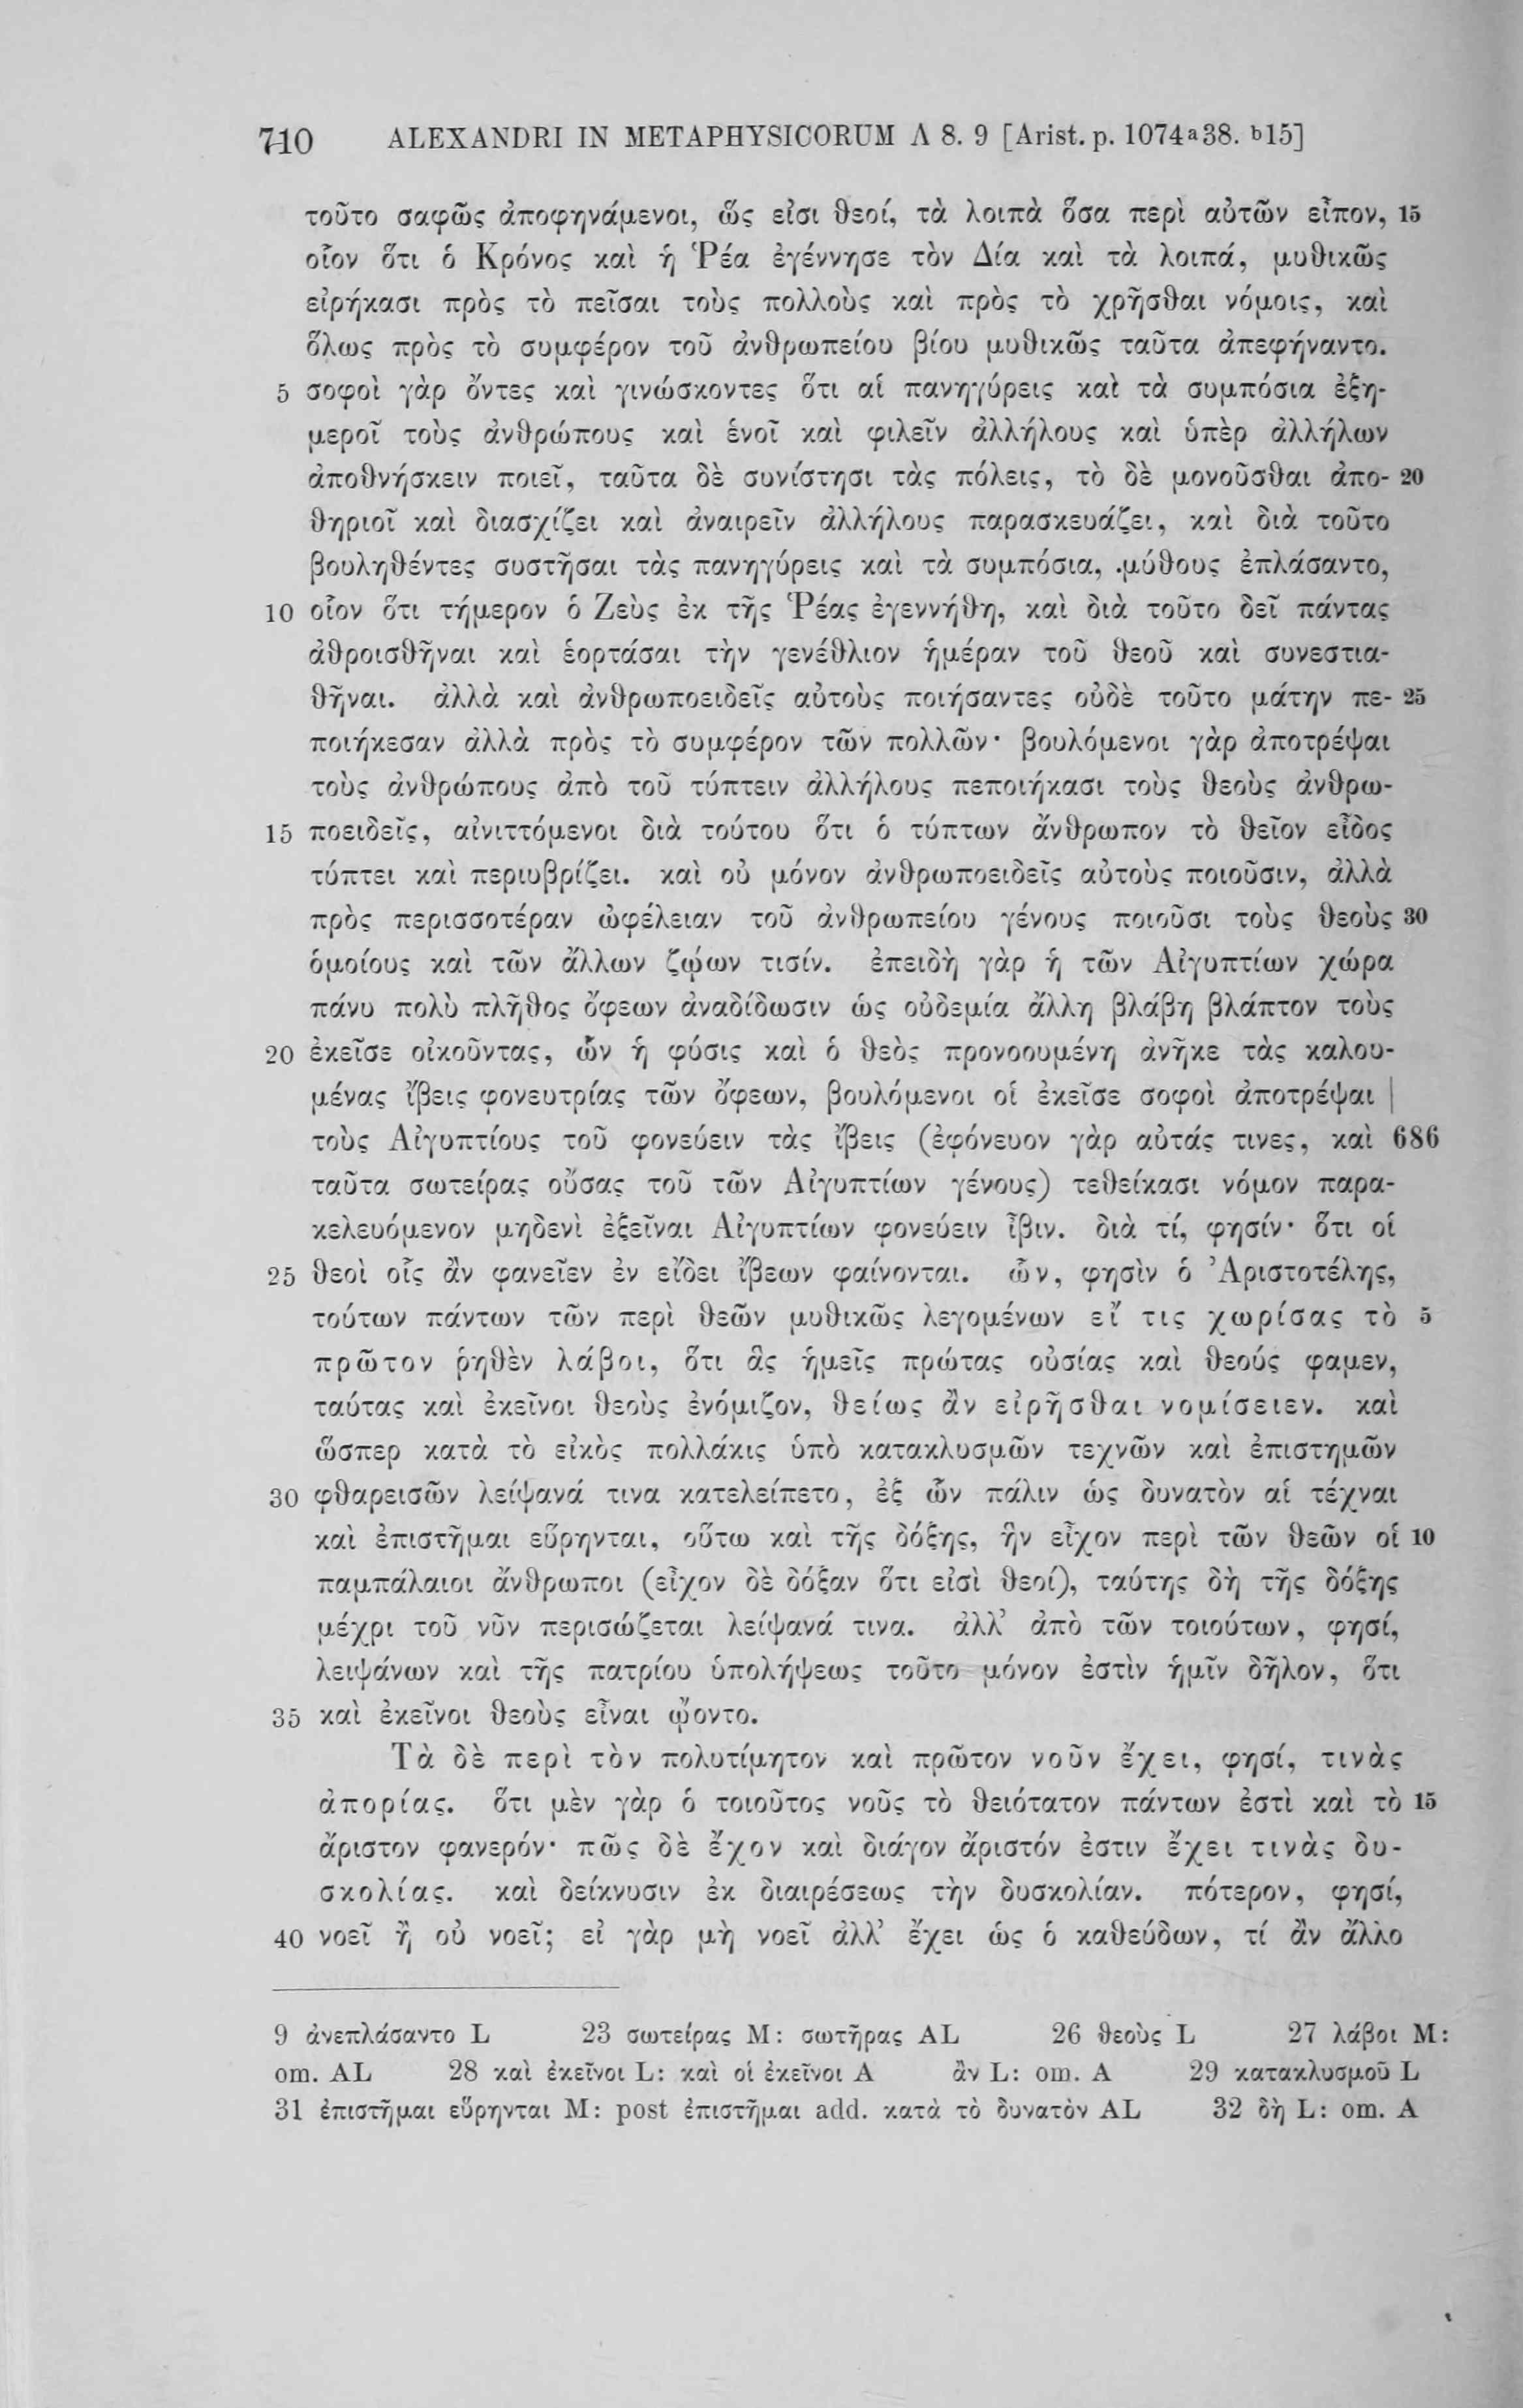 710 ALEXANDRI IN METAPHYSICORUM Λ 8. 9 [Arist. p. 1074a38. b15]
τοῦτο σαφῶς ἀποφηνάμενοι, ὥς εἰσι θεοί, τὰ λοιπὰ ὅσα περὶ αὐτῶν εἶπον, 15
οἷον ὅτι ὁ Κρόνος καὶ ἡ Ῥέα ἐγέννησε τὸν Δία καὶ τὰ λοιπά, μυθικῶς
εἰρήκασι πρὸς τὸ πεῖσαι τοὺς πολλοὺς καὶ πρὸς τὸ χρῆσθαι νόμοις, καὶ
ὅλως πρὸς τὸ συμφέρον τοῦ ἀνθρωπείου βίου μυθικῶς ταῦτα ἀπεφήναντο.
5 σοφοὶ γὰρ ὄντες καὶ γινώσκοντες ὅτι αἱ πανηγύρεις καὶ τὰ συμπόσια ἐξη-
μεροῖ τοὺς ἀνθρώπους καὶ ἑνοῖ καὶ φιλεῖν ἀλλήλους καὶ ὑπὲρ ἀλλήλων
ἀποθνήσκειν ποιεῖ, ταῦτα δὲ συνίστησι τὰς πόλεις, τὸ δὲ μονοῦσθαι ἀπο- 20
θηριοῖ καὶ διασχίζει καὶ ἀναιρεῖν ἀλλήλους παρασκευάζει, καὶ διὰ τοῦτο
βουληθέντες συστῆσαι τὰς πανηγύρεις καὶ τὰ συμπόσια, μύθους ἐπλάσαντο,
10 οἷον ὅτι τήμερον ὁ Ζεὺς ἐκ τῆς Ῥέας ἐγεννήθη, καὶ διὰ τοῦτο δεῖ πάντας
ἀθροισθῆναι καὶ ἑορτάσαι τὴν γενέθλιον ἡμέραν τοῦ θεοῦ καὶ συνεστια-
θῆναι. ἀλλὰ καὶ ἀνθρωποειδεῖς αὐτοὺς ποιήσαντες οὐδὲ τοῦτο μάτην πε- 25
ποιήκεσαν ἀλλὰ πρὸς τὸ συμφέρον τῶν πολλῶν· βουλόμενοι γὰρ ἀποτρέψαι
τοὺς ἀνθρώπους ἀπὸ τοῦ τύπτειν ἀλλήλους πεποιήκασι τοὺς θεοὺς ἀνθρω-
15 ποειδεῖς, αἰνιττόμενοι διὰ τούτου ὅτι ὁ τύπτων ἄνθρωπον τὸ θεῖον εἶδος
τύπτει καὶ περιυβρίζει. καὶ οὐ μόνον ἀνθρωποειδεῖς αὐτοὺς ποιοῦσιν, ἀλλὰ
πρὸς περισσοτέραν ὠφέλειαν τοῦ ἀνθρωπείου γένους ποιοῦσι τοὺς θεοὺς 30
ὁμοίους καὶ τῶν ἄλλων ζῴων τισίν. ἐπειδὴ γὰρ ἡ τῶν Αἰγυπτίων χώρα
πάνυ πολὺ πλῆθος ὄφεων ἀναδίδωσιν ὡς οὐδεμία ἄλλη βλάβη βλάπτον τοὺς
20 ἐκεῖσε οἰκοῦντας, ὧν ἡ φύσις καὶ ὁ θεὸς προνοουμένη ἀνῆκε τὰς καλου-
μένας ἴβεις φονευτρίας τῶν ὄφεων, βουλόμενοι οἱ ἐκεῖσε σοφοὶ ἀποτρέψαι |
τοὺς Αἰγυπτίους τοῦ φονεύειν τὰς ἴβεις (ἐφόνευον γὰρ αὐτάς τινες, καὶ 686
ταῦτα σωτείρας οὔσας τοῦ τῶν Αἰγυπτίων γένους) τεθείκασι νόμον παρα-
κελευόμενον μηδενὶ ἐξεῖναι Αἰγυπτίων φονεύειν ἶβιν. διὰ τί, φησίν· ὅτι οἱ
25 θεοὶ οἷς ἂν φανεῖεν ἐν εἴδει ἴβεων φαίνονται. ὧν, φησὶν ὁ Ἀριστοτέλης,
τούτων πάντων τῶν περὶ θεῶν μυθικῶς λεγομένων εἴ τις χωρίσας τὸ 5
πρῶτον ῥηθὲν λάβοι, ὅτι ἃς ἡμεῖς πρώτας οὐσίας καὶ θεούς φαμεν,
ταύτας καὶ ἐκεῖνοι θεοὺς ἐνόμιζον, θείως ἂν εἰρῆσθαι νομίσειεν. καὶ
ὥσπερ κατὰ τὸ εἰκὸς πολλάκις ὑπὸ κατακλυσμῶν τεχνῶν καὶ ἐπιστημῶν
30 φθαρεισῶν λείψανά τινα κατελείπετο, ἐξ ὧν πάλιν ὡς δυνατὸν αἱ τέχναι
καὶ ἐπιστῆμαι εὕρηνται, οὕτω καὶ τῆς δόξης, ἣν εἶχον περὶ τῶν θεῶν οἱ 10
παμπάλαιοι ἄνθρωποι (εἶχον δὲ δόξαν ὅτι εἰσὶ θεοί), ταύτης δὴ τῆς δόξης
μέχρι τοῦ νῦν περισώζεται λείψανά τινα. ἀλλ’ ἀπὸ τῶν τοιούτων, φησί,
λειψάνων καὶ τῆς πατρίου ὑπολήψεως τοῦτο μόνον ἐστὶν ἡμῖν δῆλον, ὅτι
35 καὶ ἐκεῖνοι θεοὺς εἶναι ᾤοντο.
Τὰ δὲ περὶ τὸν πολυτίμητον καὶ πρῶτον νοῦν ἔχει, φησί, τινὰς
ἀπορίας. ὅτι μὲν γὰρ ὁ τοιοῦτος νοῦς τὸ θειότατον πάντων ἐστὶ καὶ τὸ 15
ἄριστον φανερόν· πῶς δὲ ἔχον καὶ διάγον ἄριστόν ἐστιν ἔχει τινὰς δυ-
σκολίας. καὶ δείκνυσιν ἐκ διαιρέσεως τὴν δυσκολίαν. πότερον, φησί,
40 νοεῖ ἢ οὐ νοεῖ; εἰ γὰρ μὴ νοεῖ ἀλλ’ ἔχει ὡς ὁ καθεύδων, τί ἂν ἄλλο
9 ἀνεπλάσαντο L 23 σωτείρας M: σωτῆρας AL 26 θεοὺς L 27 λάβοι M:
om. AL 28 καὶ ἐκεῖνοι L: καὶ οἱ ἐκεῖνοι A ἂν L: om. A 29 κατακλυσμοῦ L
31 ἐπιστῆμαι εὕρηνται M: post ἐπιστῆμαι add. κατὰ τὸ δυνατὸν AL 32 δὴ L: om. A